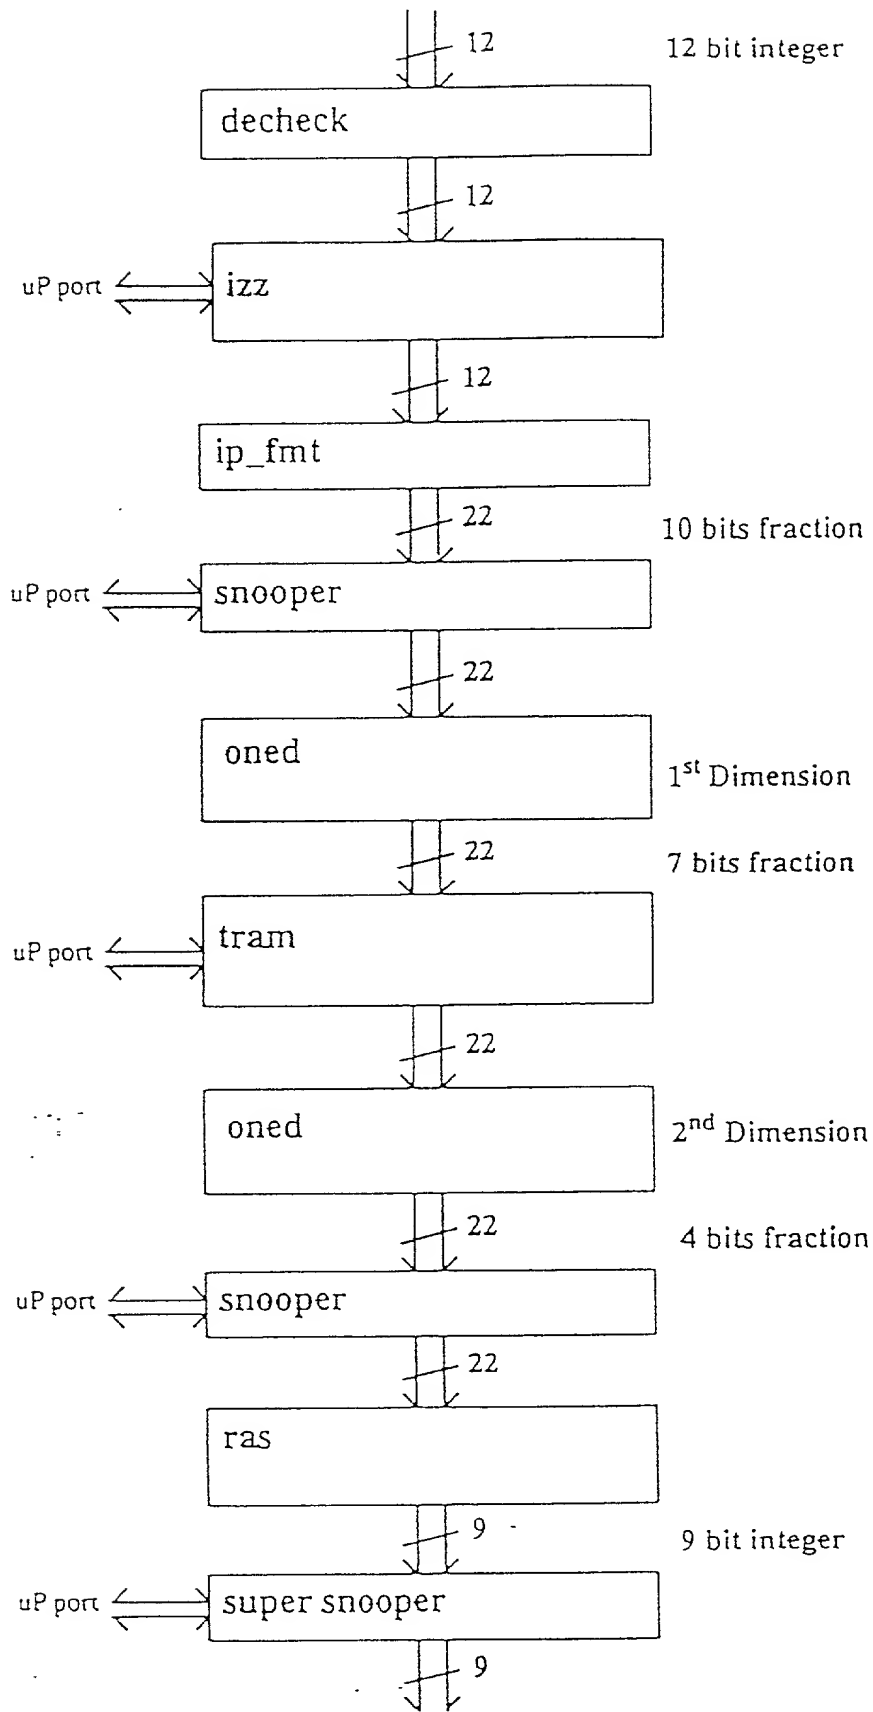 12 12 bit integer
decheck
12
uP port izz
12
ip_fmt
22 10 bits fraction
uP port snooper
22
oned
1st Dimension
22 7 bits fraction
uP port tram
22
oned 2nd Dimension
22 4 bits fraction
uP port snooper
22
ras
9 9 bit integer
uP port super snooper
9